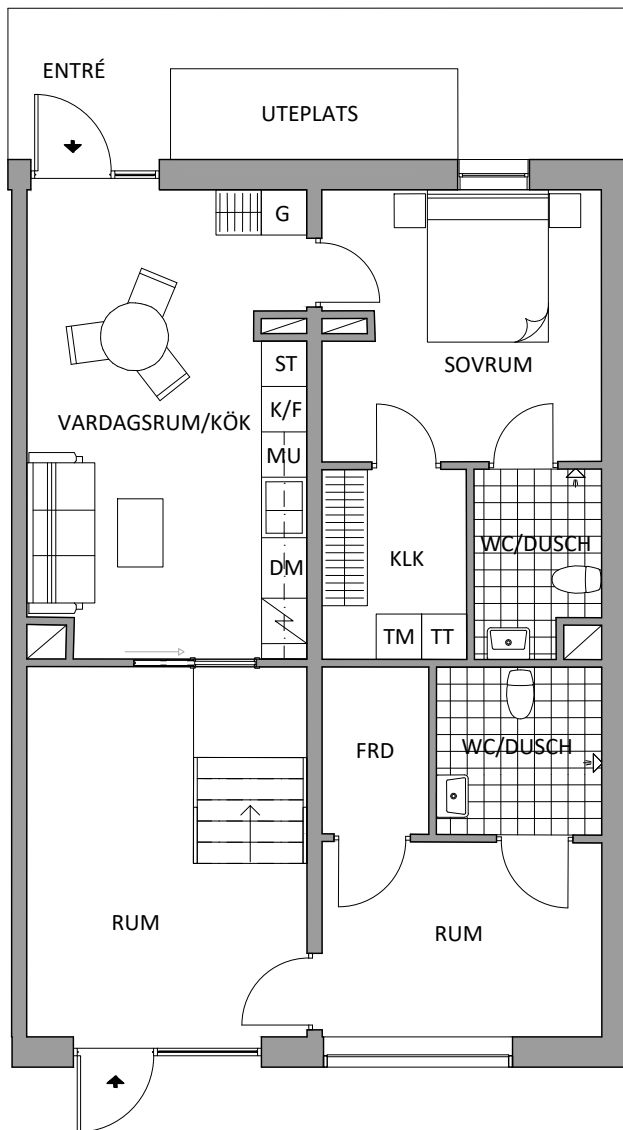 ENTRÉ
UTEPLATS
G
ST
SOVRUM
K/F
VARDAGSRUM/KÖK
MU
WC/DUSCH
KLK
DM
TM
TT
FRD
WC/DUSCH
RUM
RUM